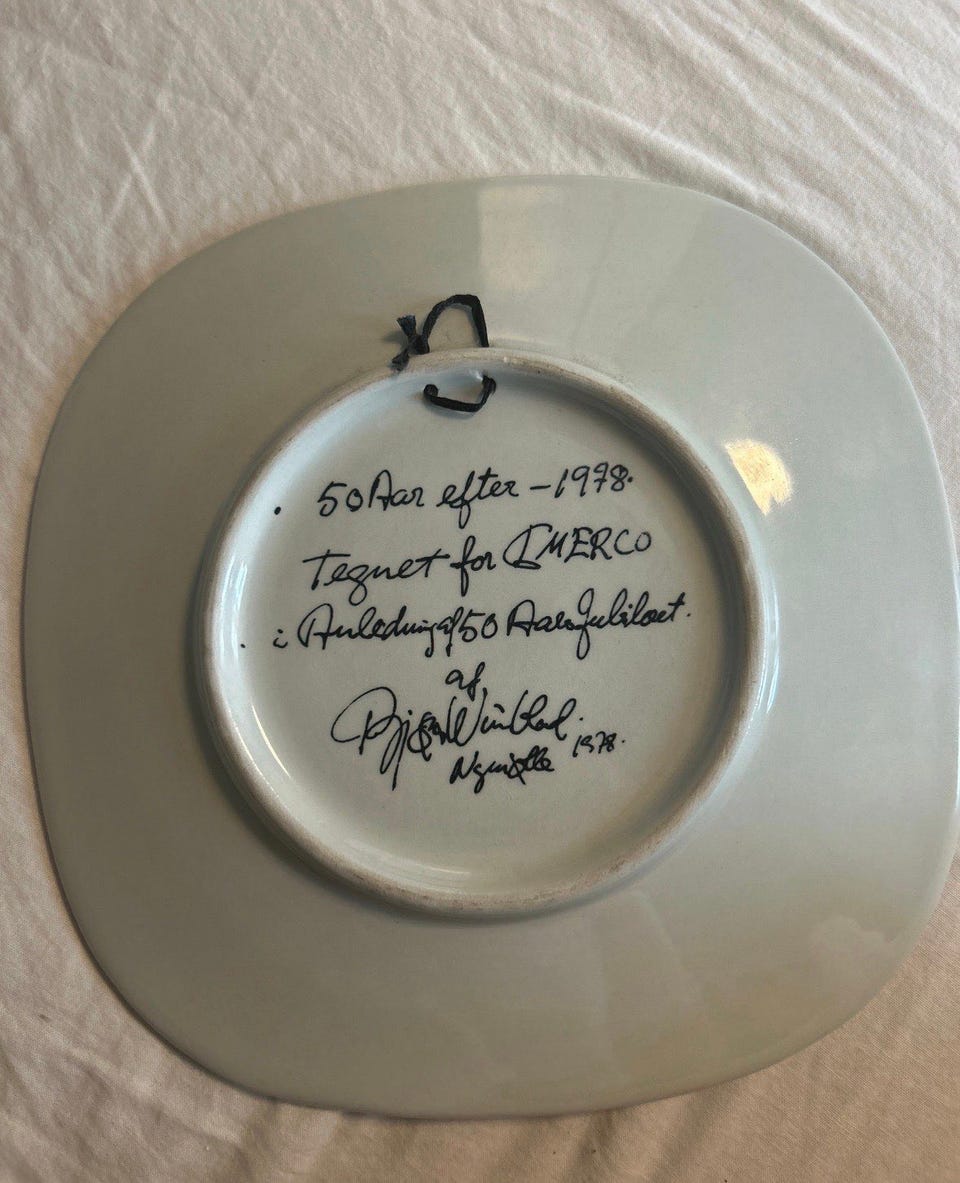 50 Aar efter - 1978.
Tegnet for IMERCO
i Anledning af 50 Aars Jubilæet.
af
Bjørn Wiinblad.
Nymølle 1978.